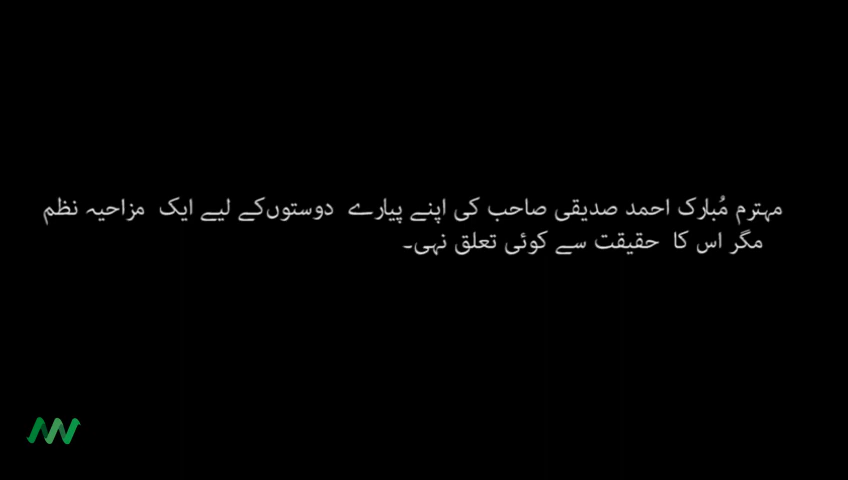 مہترم مُبارک احمد صدیقی صاحب کی اپنے پیارے دوستوں‌کے لیے ایک مزاحیہ نظم
مگر اس کا حقیقت سے کوئی تعلق نہی۔